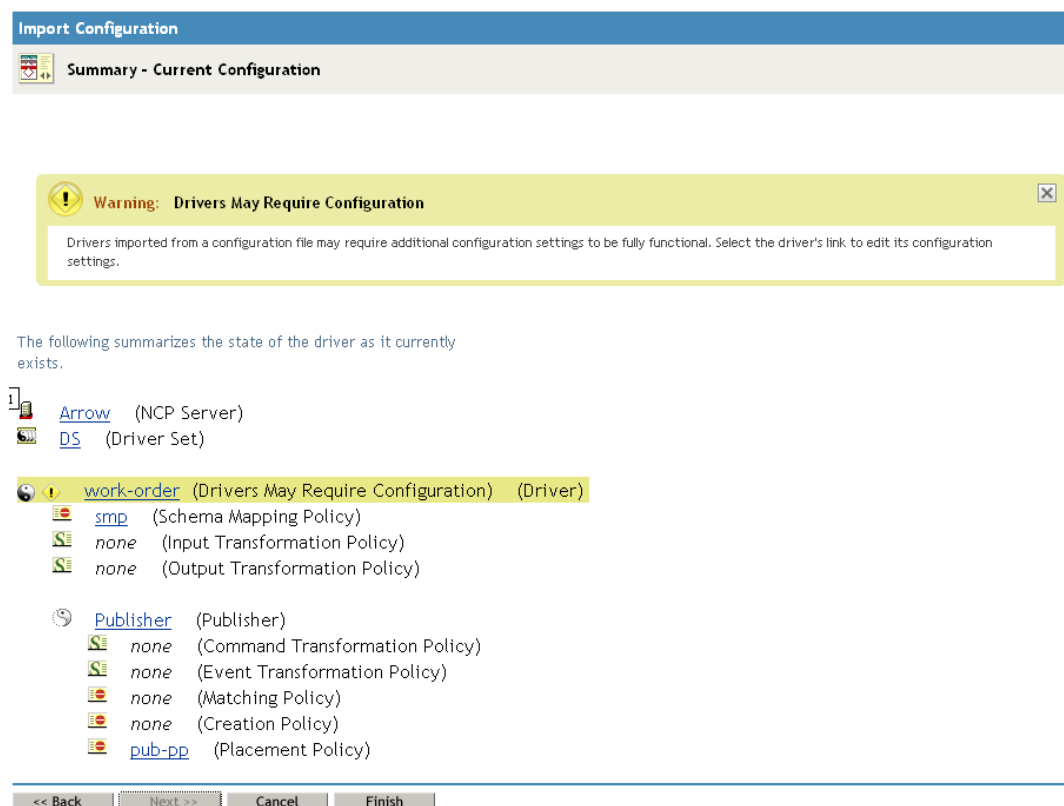 Import Configuration
Summary - Current Configuration
Warning: Drivers May Require Configuration
Drivers imported from a configuration file may require additional configuration settings to be fully functional. Select the driver's link to edit its configuration
settings.
The following summarizes the state of the driver as it currently
exists.
1
Arrow (NCP Server)
DS (Driver Set)
work-order (Drivers May Require Configuration) (Driver)
smp (Schema Mapping Policy)
none (Input Transformation Policy)
none (Output Transformation Policy)
Publisher (Publisher)
none (Command Transformation Policy)
none (Event Transformation Policy)
none (Matching Policy)
none (Creation Policy)
pub-pp (Placement Policy)
<< Back Next >> Cancel Finish